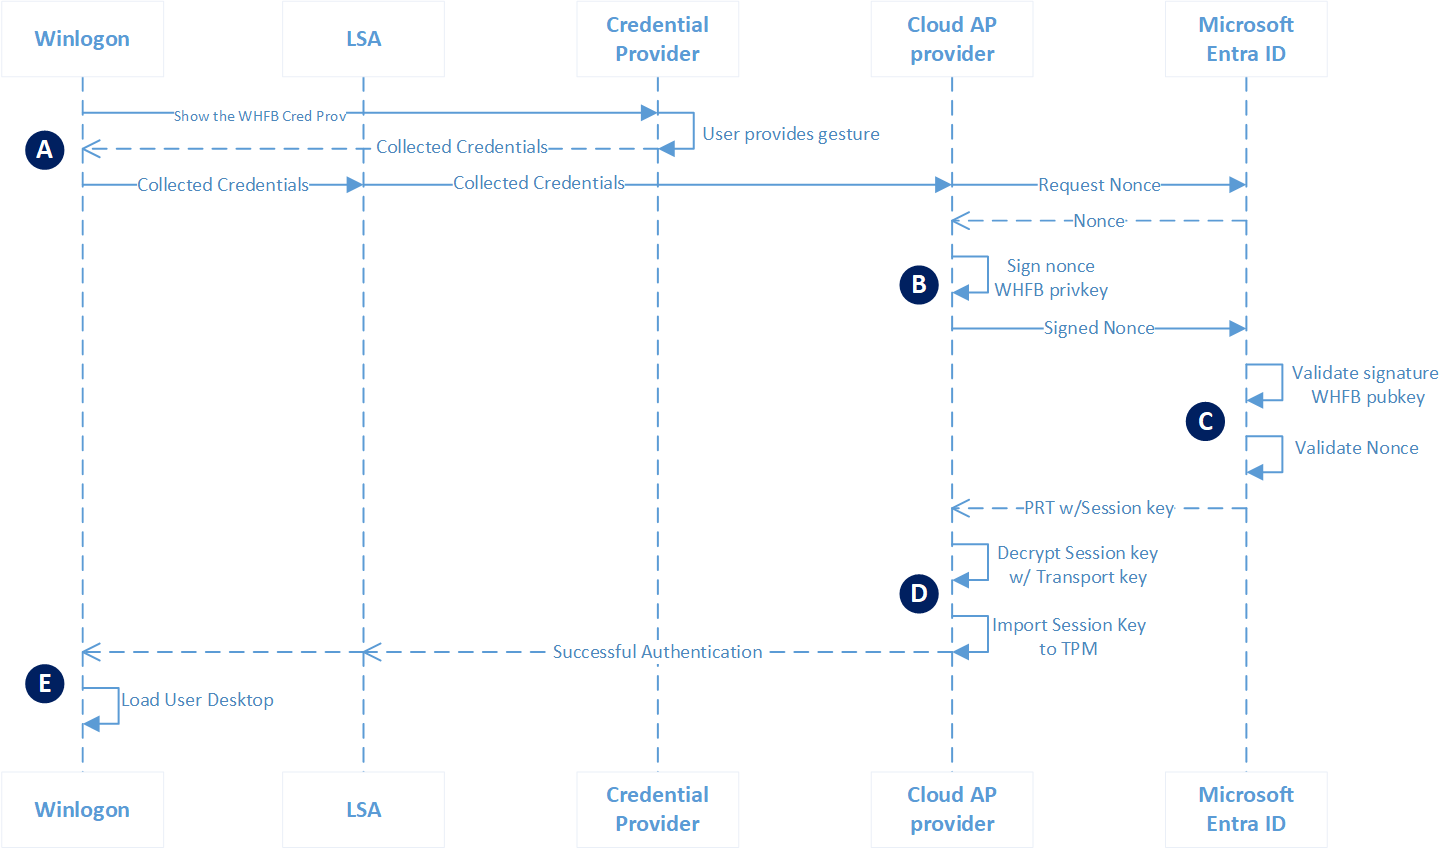 Winlogon
LSA
Credential
Provider
Cloud AP
provider
Microsoft
Entra ID
Show the WHFB Cred Prov
User provides gesture
A
Collected Credentials
Collected Credentials
Collected Credentials
Request Nonce
Nonce
B
Sign nonce
WHFB privkey
Signed Nonce
Validate signature
WHFB pubkey
C
Validate Nonce
PRT w/Session key
Decrypt Session key
w/ Transport key
D
Import Session Key
to TPM
Successful Authentication
E
Load User Desktop
Winlogon
LSA
Credential
Provider
Cloud AP
provider
Microsoft
Entra ID